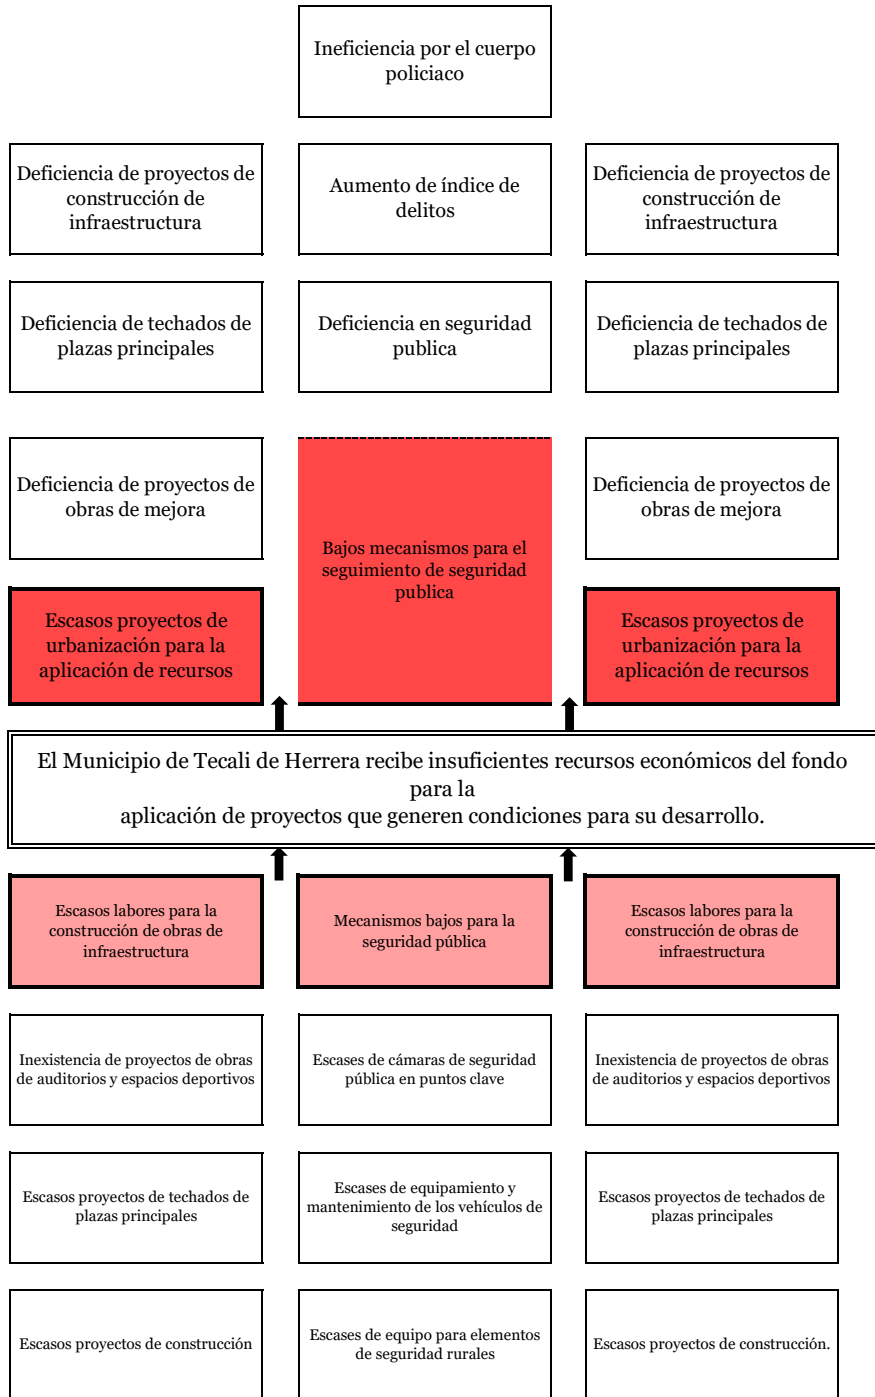 Ineficiencia por el cuerpo
policiaco
Deficiencia de proyectos de
construcción de
infraestructura
Aumento de índice de
delitos
Deficiencia de proyectos de
construcción de
infraestructura
Deficiencia de techados de
plazas principales
Deficiencia en seguridad
publica
Deficiencia de techados de
plazas principales
Deficiencia de proyectos de
obras de mejora
Bajos mecanismos para el
seguimiento de seguridad
publica
Deficiencia de proyectos de
obras de mejora
Escasos proyectos de
urbanización para la
aplicación de recursos
Escasos proyectos de
urbanización para la
aplicación de recursos
El Municipio de Tecali de Herrera recibe insuficientes recursos económicos del fondo
para la
aplicación de proyectos que generen condiciones para su desarrollo.
Escasos labores para la
construcción de obras de
infraestructura
Mecanismos bajos para la
seguridad pública
Escasos labores para la
construcción de obras de
infraestructura
Inexistencia de proyectos de obras
de auditorios y espacios deportivos
Escases de cámaras de seguridad
pública en puntos clave
Inexistencia de proyectos de obras
de auditorios y espacios deportivos
Escasos proyectos de techados de
plazas principales
Escases de equipamiento y
mantenimiento de los vehículos de
seguridad
Escasos proyectos de techados de
plazas principales
Escasos proyectos de construcción
Escases de equipo para elementos
de seguridad rurales
Escasos proyectos de construcción.